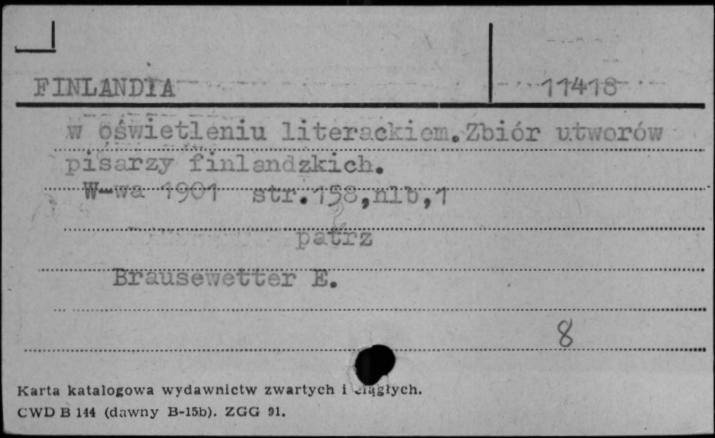 FINLANDIA 11418
w oświetleniu literackiem. Zbiór utworów
pisarzy finlandzkich.
W-wa 1901 str. 158, nlb, 1
patrz
Brausewetter E.
8
Karta katalogowa wydawnictw zwartych i ciągłych.
CWD B 144 (dawny B-15b). ZGG 91.